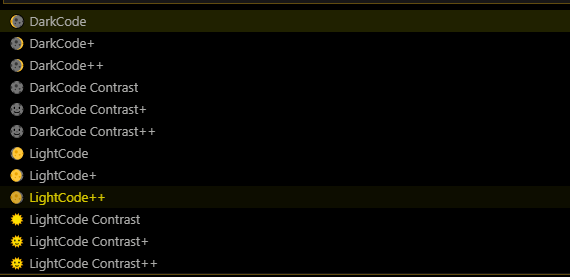 DarkCode
DarkCode+
DarkCode++
DarkCode Contrast
DarkCode Contrast+
DarkCode Contrast++
LightCode
LightCode+
LightCode++
LightCode Contrast
LightCode Contrast+
LightCode Contrast++